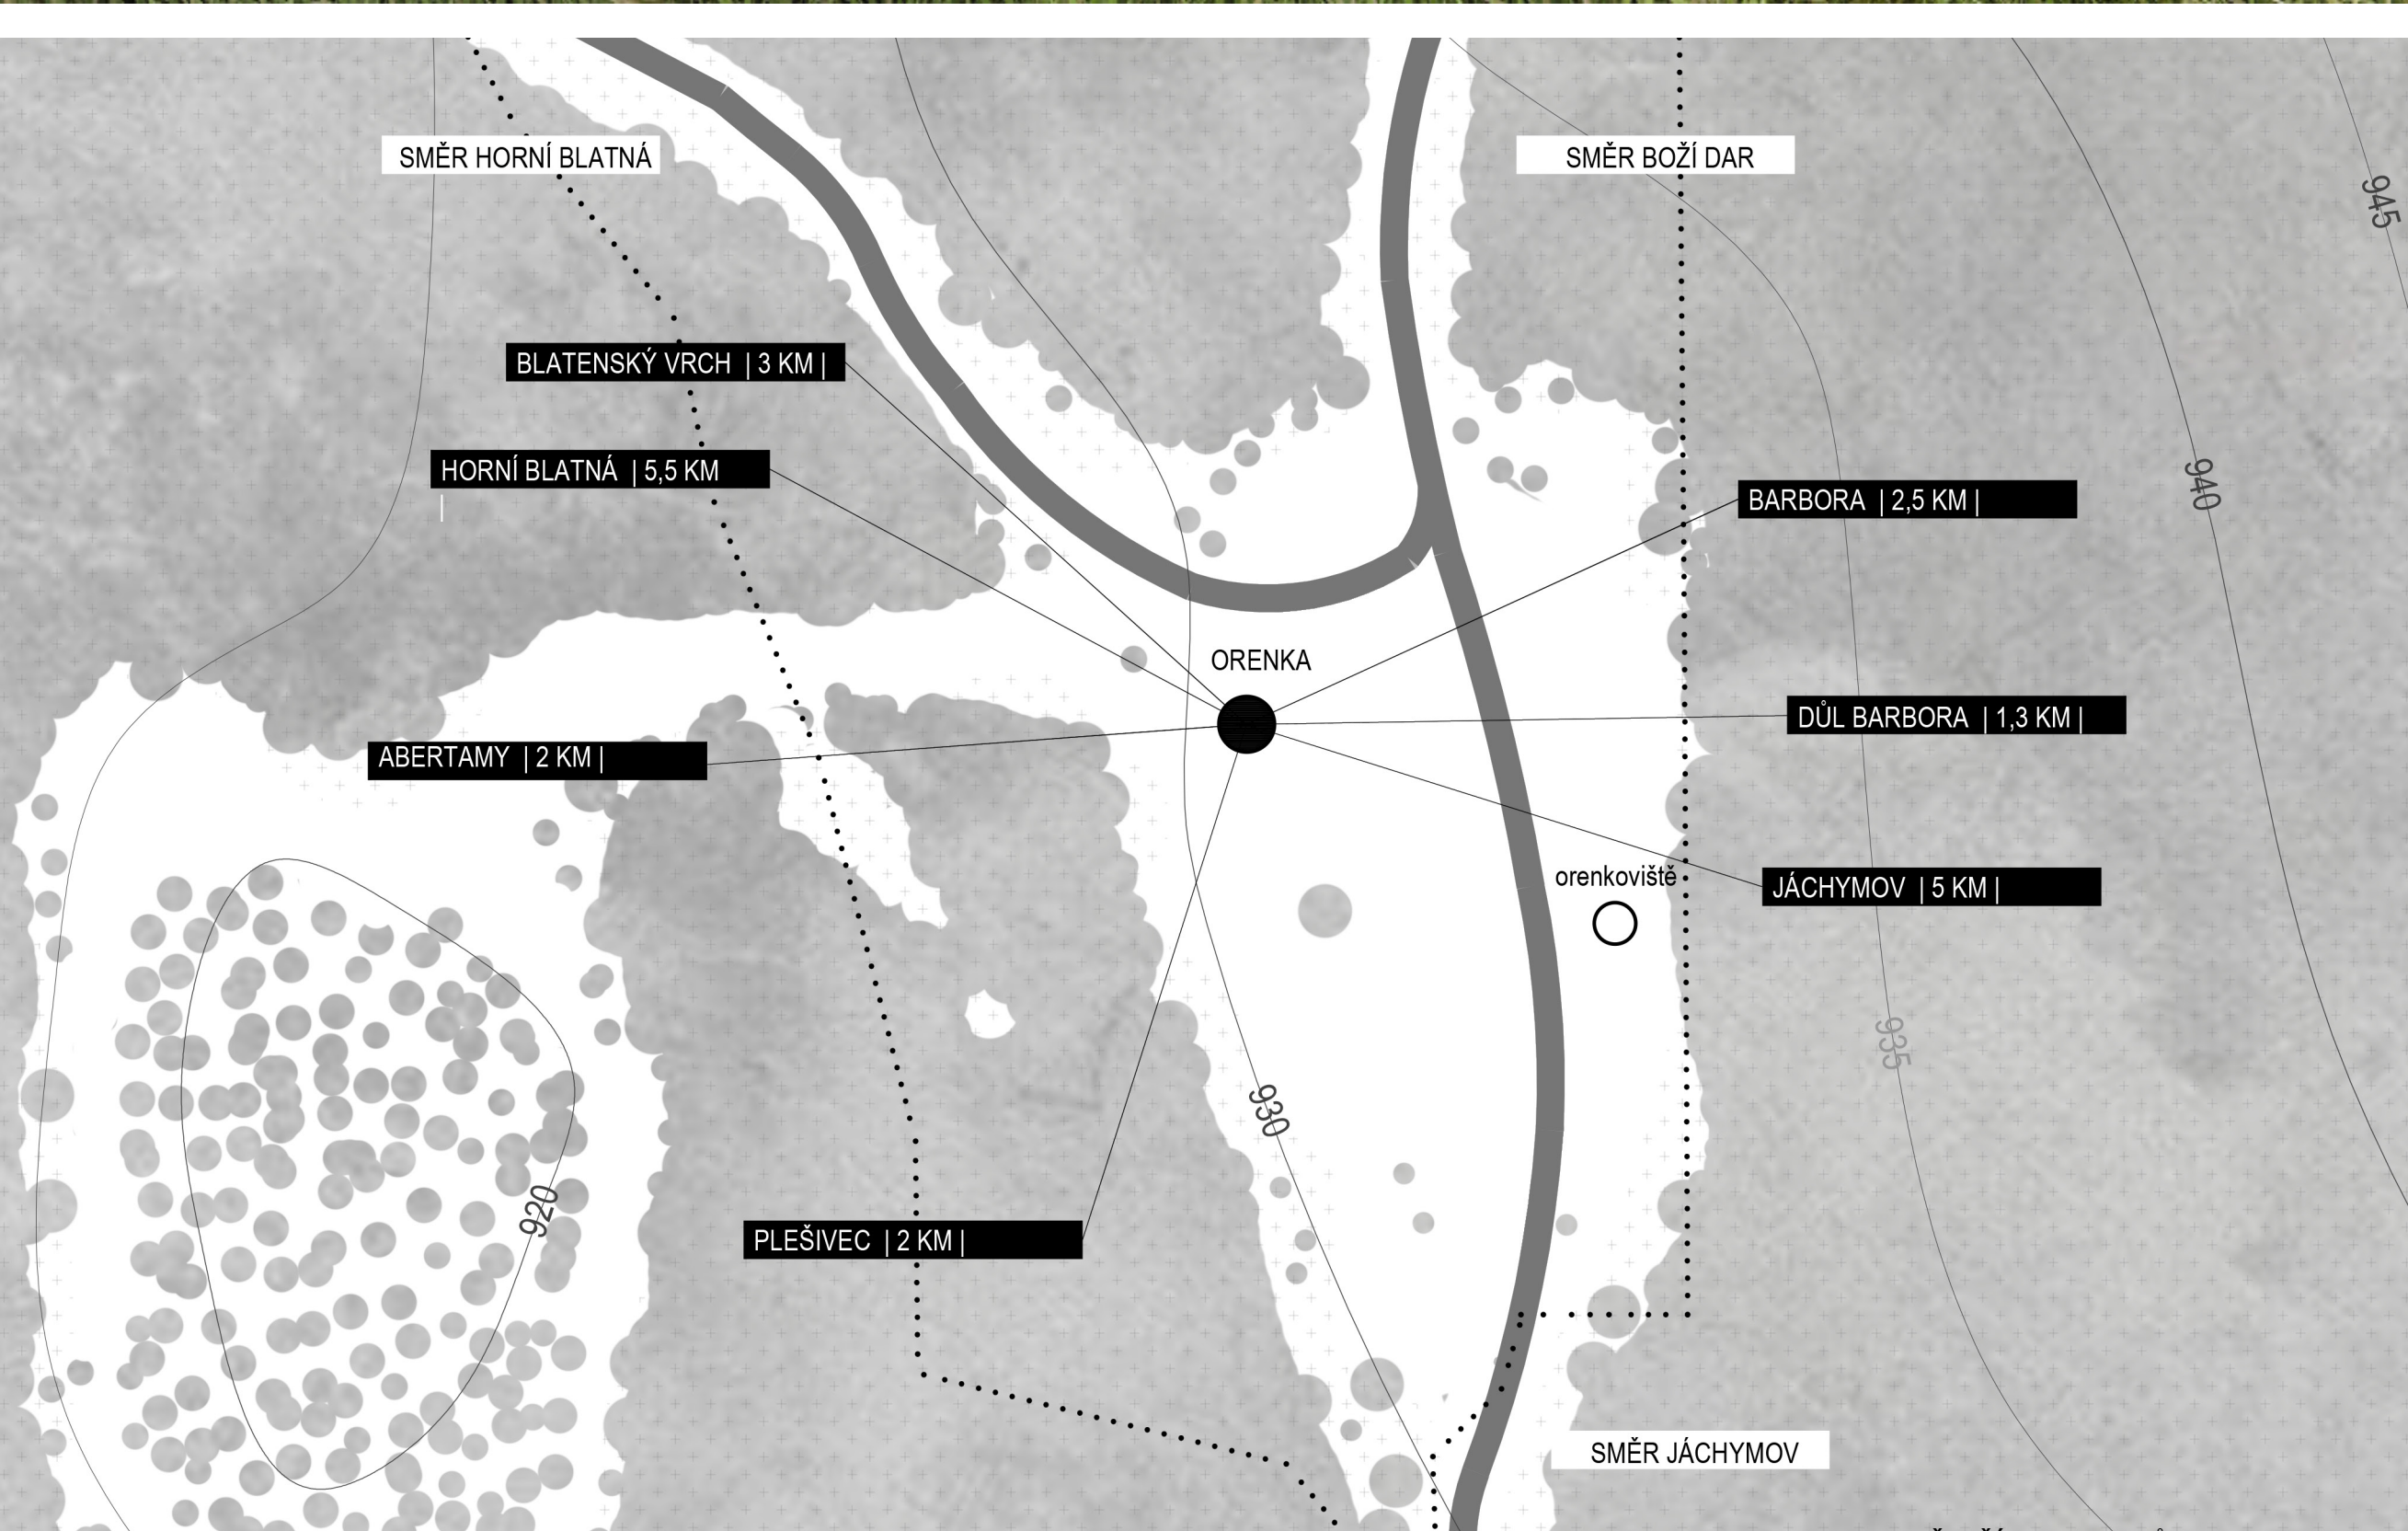 SMĚR HORNÍ BLATNÁ
SMĚR BOŽÍ DAR
945
BLATENSKÝ VRCH | 3 KM |
HORNÍ BLATNÁ | 5,5 KM
|
BARBORA | 2,5 KM |
940
ORENKA
DŮL BARBORA | 1,3 KM |
ABERTAMY | 2 KM |
orenkoviště
JÁCHYMOV | 5 KM |
935
930
920
PLEŠIVEC | 2 KM |
SMĚR JÁCHYMOV